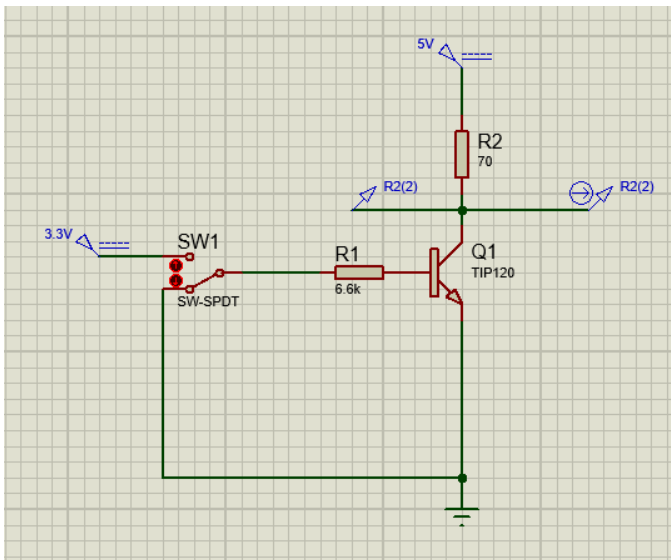 5V
R2
70
R2(2)
R2(2)
3.3V
SW1
SW-SPDT
R1
6.6k
Q1
TIP120